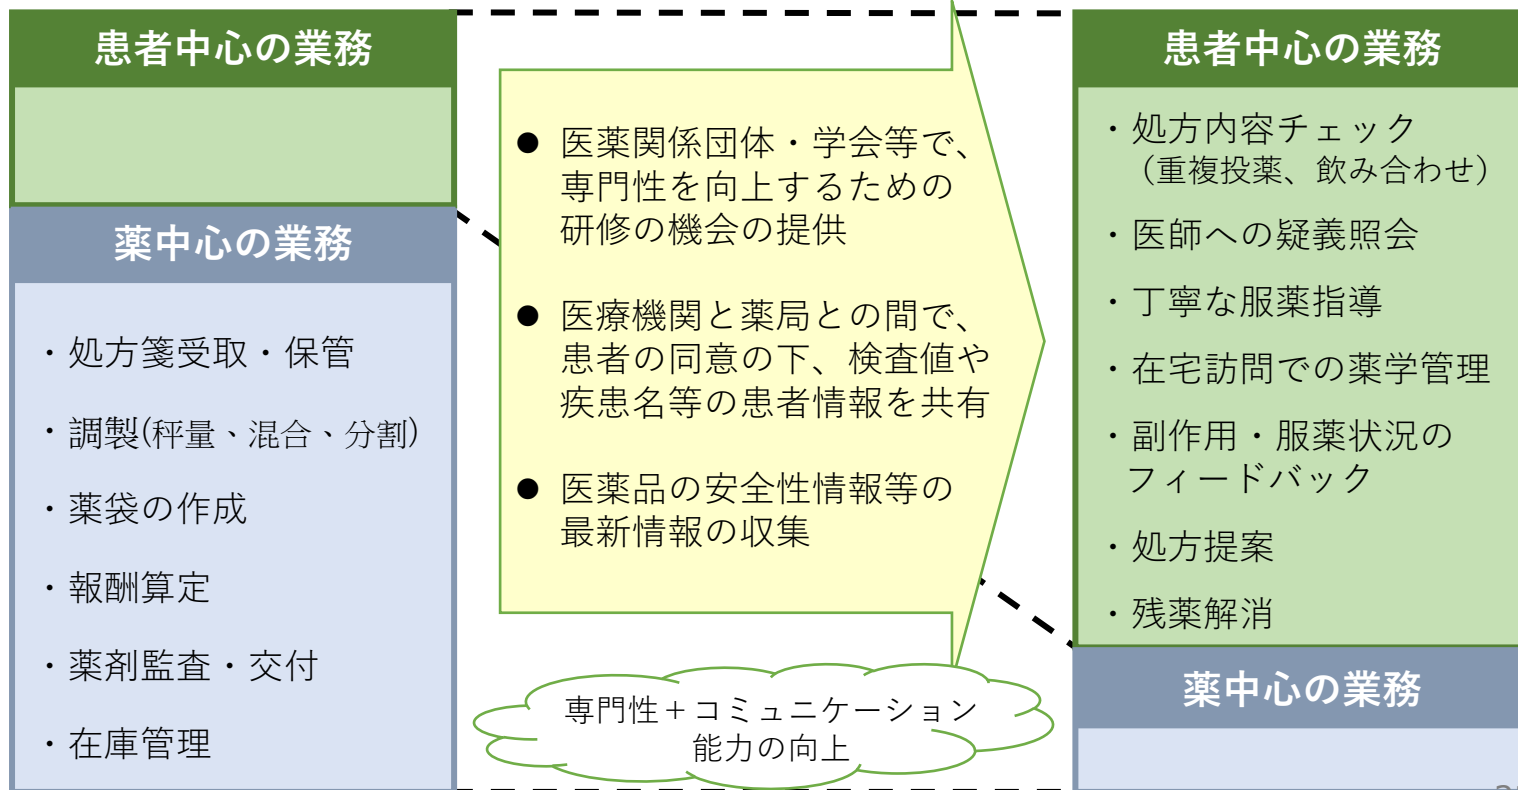 患者中心の業務
薬中心の業務
・処方箋受取・保管
・調製(秤量、混合、分割)
・薬袋の作成
・報酬算定
・薬剤監査・交付
・在庫管理
● 医薬関係団体・学会等で、
専門性を向上するための
研修の機会の提供
● 医療機関と薬局との間で、
患者の同意の下、検査値や
疾患名等の患者情報を共有
● 医薬品の安全性情報等の
最新情報の収集
専門性＋コミュニケーション
能力の向上
患者中心の業務
・処方内容チェック
（重複投薬、飲み合わせ）
・医師への疑義照会
・丁寧な服薬指導
・在宅訪問での薬学管理
・副作用・服薬状況の
フィードバック
・処方提案
・残薬解消
薬中心の業務